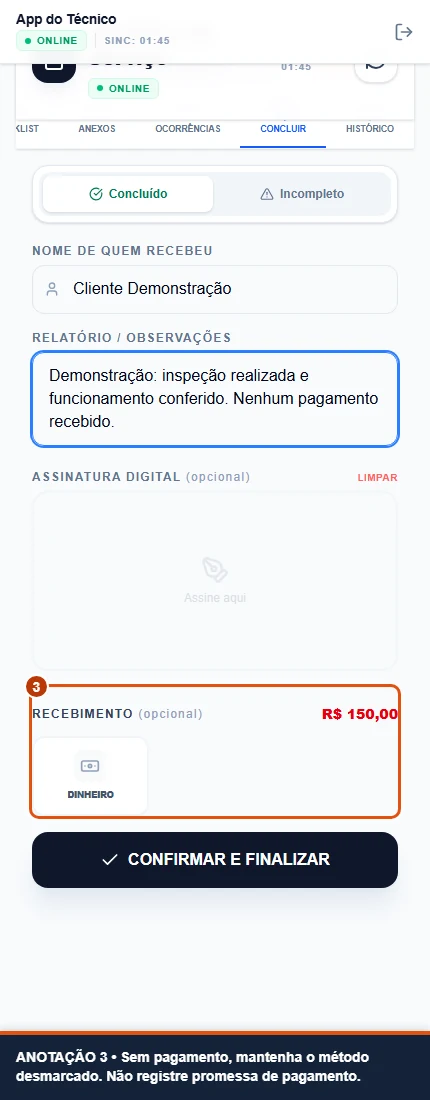 App do Técnico
ONLINE SINC: 01:45
01:45
ONLINE
KLIST ANEXOS OCORRÊNCIAS CONCLUIR HISTÓRICO
Concluído Incompleto
NOME DE QUEM RECEBEU
Cliente Demonstração
RELATÓRIO / OBSERVAÇÕES
Demonstração: inspeção realizada e
funcionamento conferido. Nenhum pagamento
recebido.
ASSINATURA DIGITAL (opcional) LIMPAR
Assine aqui
3
RECEBIMENTO (opcional) R$ 150,00
DINHEIRO
CONFIRMAR E FINALIZAR
ANOTAÇÃO 3 • Sem pagamento, mantenha o método
desmarcado. Não registre promessa de pagamento.